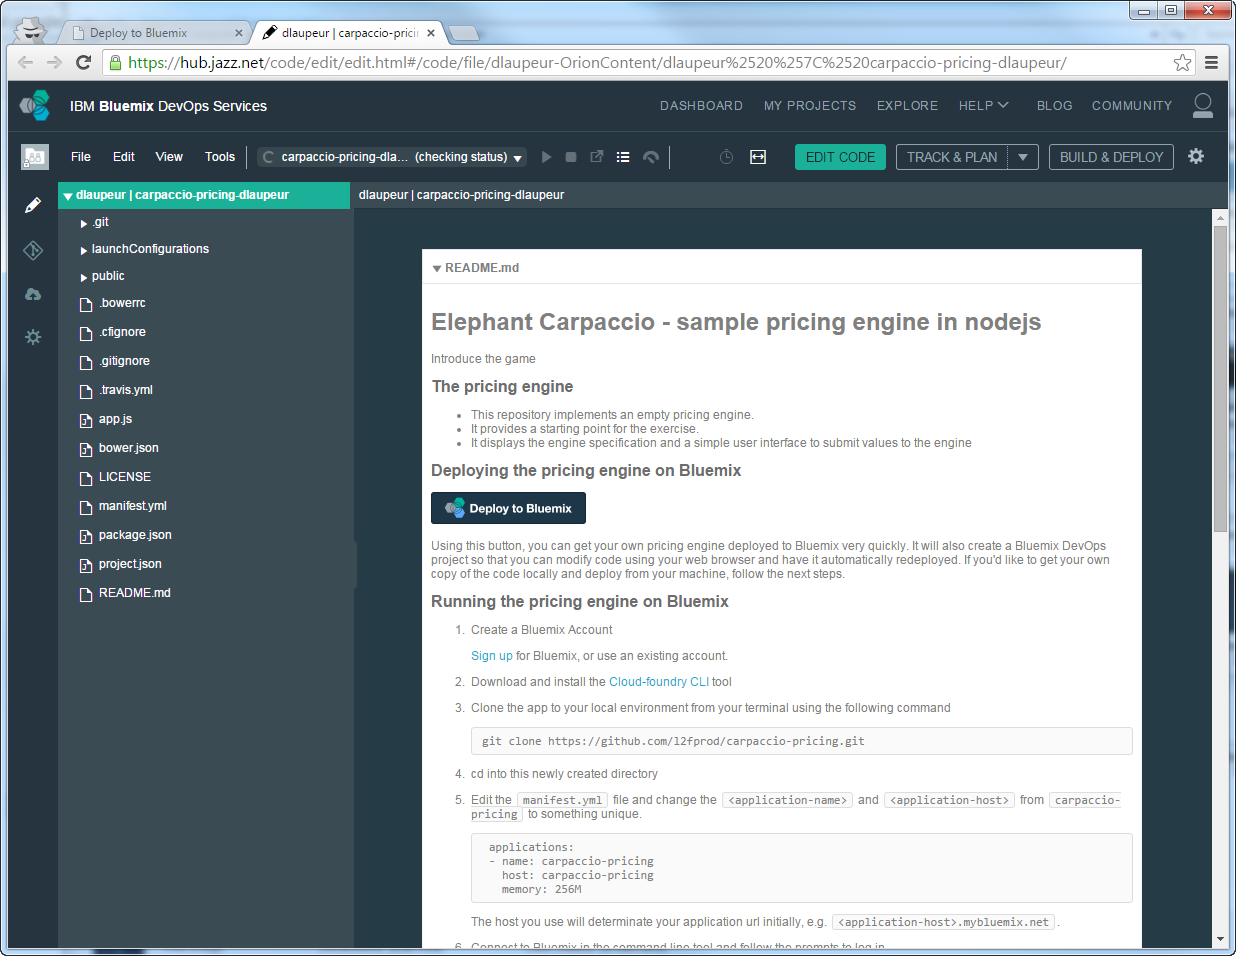 Deploy to Bluemix
dlaupeur | carpaccio-prici
https://hub.jazz.net/code/edit/edit.html#/code/file/dlaupeur-OrionContent/dlaupeur%2520%257C%2520carpaccio-pricing-dlaupeur/
IBM Bluemix DevOps Services
DASHBOARD MY PROJECTS EXPLORE HELP BLOG COMMUNITY
File Edit View Tools carpaccio-pricing-dla... (checking status) EDIT CODE TRACK & PLAN BUILD & DEPLOY
dlaupeur | carpaccio-pricing-dlaupeur
dlaupeur | carpaccio-pricing-dlaupeur
.git
launchConfigurations
public
.bowerrc
.cfignore
.gitignore
.travis.yml
app.js
bower.json
LICENSE
manifest.yml
package.json
project.json
README.md
README.md
Elephant Carpaccio - sample pricing engine in nodejs
Introduce the game
The pricing engine
• This repository implements an empty pricing engine.
• It provides a starting point for the exercise.
• It displays the engine specification and a simple user interface to submit values to the engine
Deploying the pricing engine on Bluemix
Deploy to Bluemix
Using this button, you can get your own pricing engine deployed to Bluemix very quickly. It will also create a Bluemix DevOps
project so that you can modify code using your web browser and have it automatically redeployed. If you'd like to get your own
copy of the code locally and deploy from your machine, follow the next steps.
Running the pricing engine on Bluemix
1. Create a Bluemix Account
Sign up for Bluemix, or use an existing account.
2. Download and install the Cloud-foundry CLI tool
3. Clone the app to your local environment from your terminal using the following command
git clone https://github.com/l2fprod/carpaccio-pricing.git
4. cd into this newly created directory
5. Edit the manifest.yml file and change the <application-name> and <application-host> from carpaccio-
pricing to something unique.
applications:
- name: carpaccio-pricing
host: carpaccio-pricing
memory: 256M
The host you use will determinate your application url initially, e.g. <application-host>.mybluemix.net .
6. Connect to Bluemix in the command line tool and follow the prompts to log in